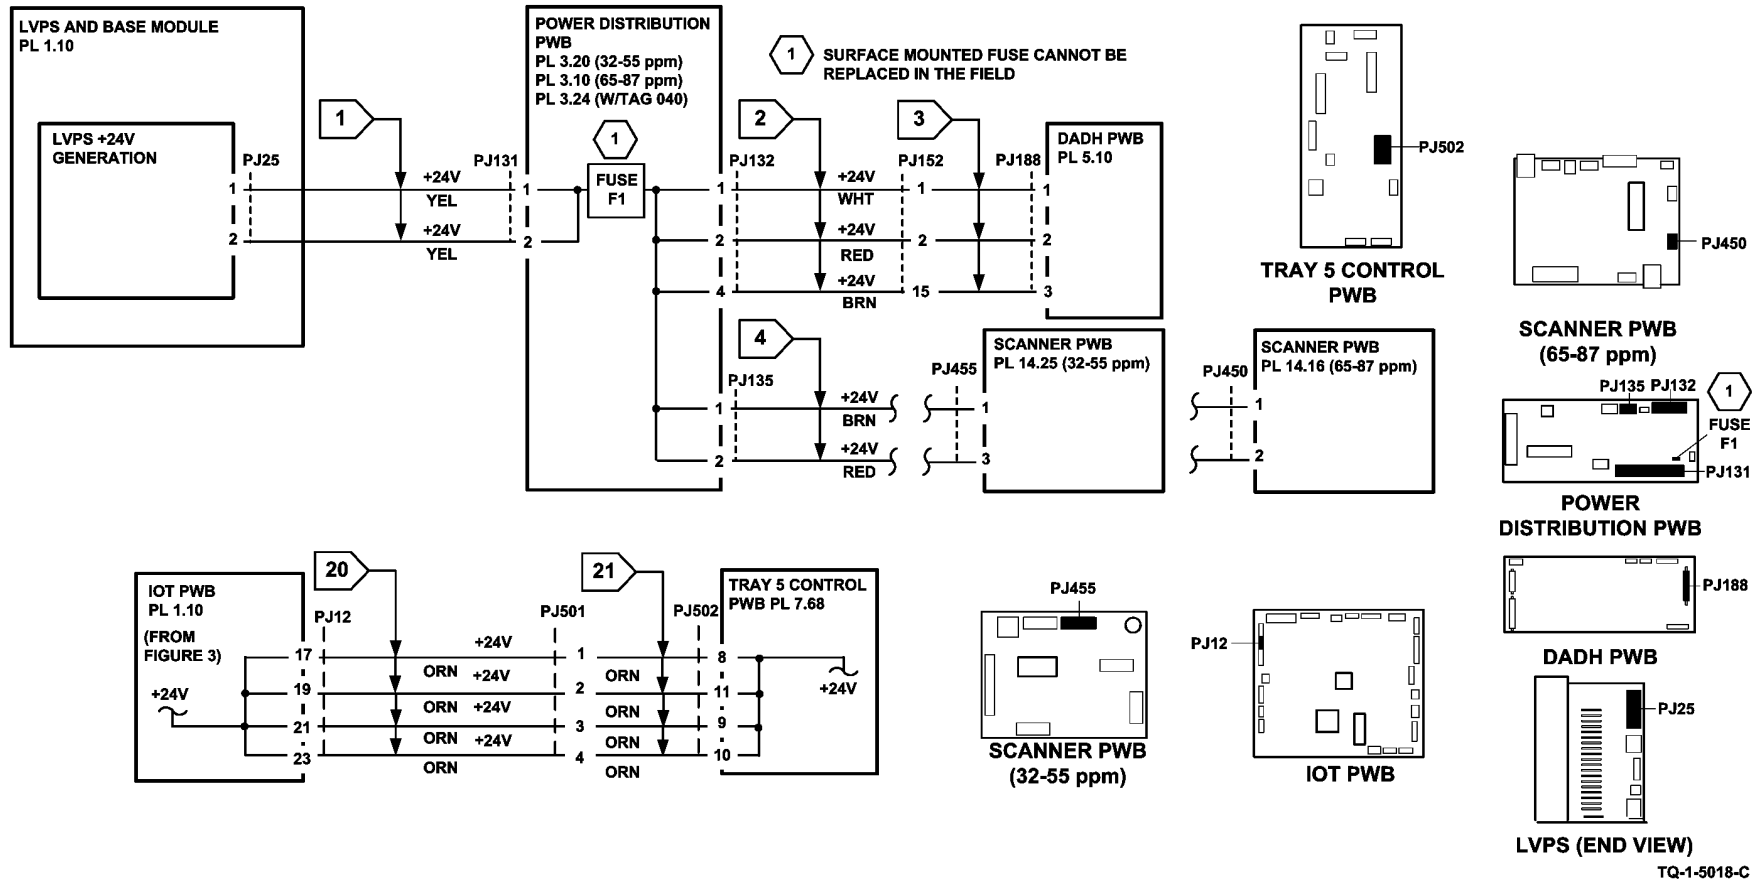 LVPS AND BASE MODULE
PL 1.10
LVPS +24V
GENERATION
PJ25
1
2
1
+24V
YEL
+24V
YEL
PJ131
1
2
POWER DISTRIBUTION
PWB
PL 3.20 (32-55 ppm)
PL 3.10 (65-87 ppm)
PL 3.24 (W/TAG 040)
1
FUSE
F1
1
2
4
1
2
1 SURFACE MOUNTED FUSE CANNOT BE
REPLACED IN THE FIELD
2
3
PJ132
+24V
WHT
+24V
RED
+24V
BRN
PJ152
1
2
15
PJ188
1
2
3
DADH PWB
PL 5.10
4
PJ135
+24V
BRN
+24V
RED
PJ455
1
3
SCANNER PWB
PL 14.25 (32-55 ppm)
PJ450
1
2
SCANNER PWB
PL 14.16 (65-87 ppm)
PJ502
TRAY 5 CONTROL
PWB
PJ450
SCANNER PWB
(65-87 ppm)
PJ135 PJ132
1
FUSE
F1
PJ131
POWER
DISTRIBUTION PWB
PJ188
DADH PWB
PJ25
LVPS (END VIEW)
IOT PWB
PL 1.10
(FROM
FIGURE 3)
+24V
17
19
21
23
PJ12
20
+24V
ORN +24V
ORN +24V
ORN +24V
ORN
PJ501
1
2
3
4
21
ORN
ORN
ORN
ORN
PJ502
8
11
9
10
TRAY 5 CONTROL
PWB PL 7.68
+24V
PJ455
SCANNER PWB
(32-55 ppm)
PJ12
IOT PWB
TQ-1-5018-C